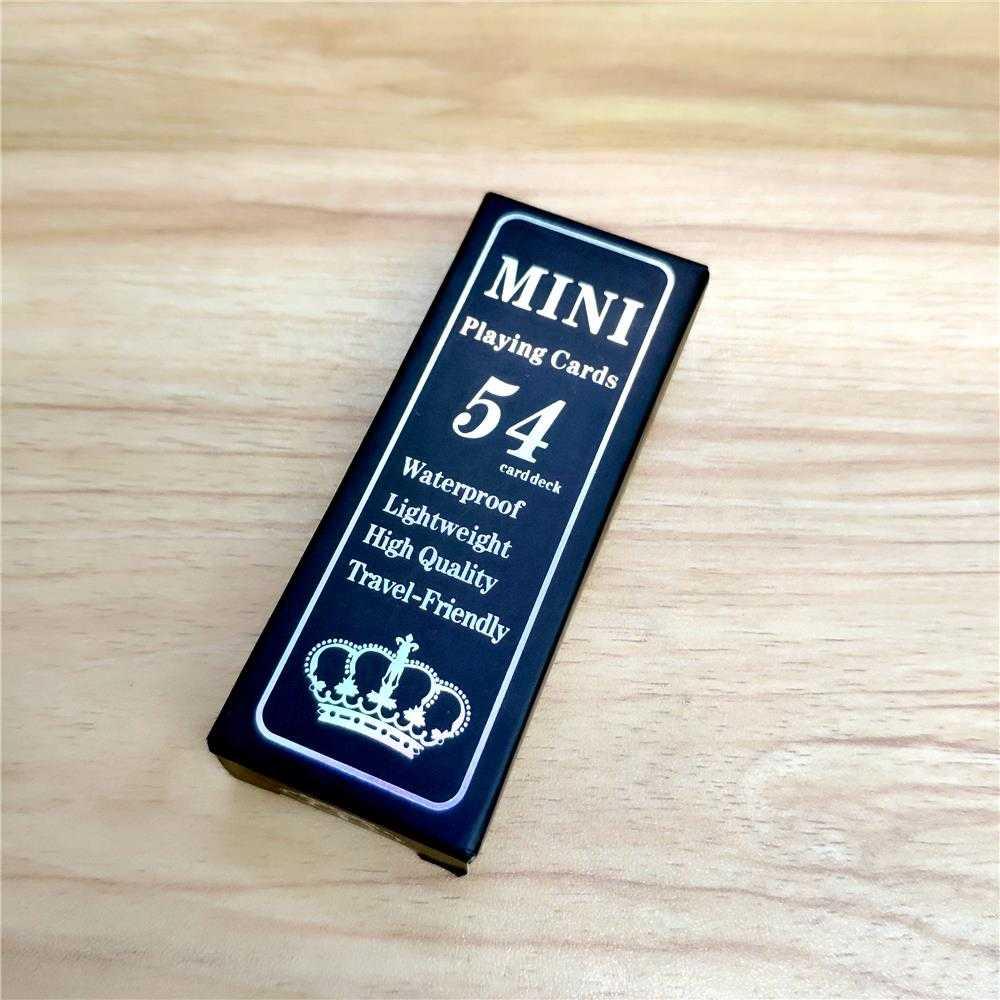 MINI
Playing Cards
54
card deck
Waterproof
Lightweight
High Quality
Travel-Friendly